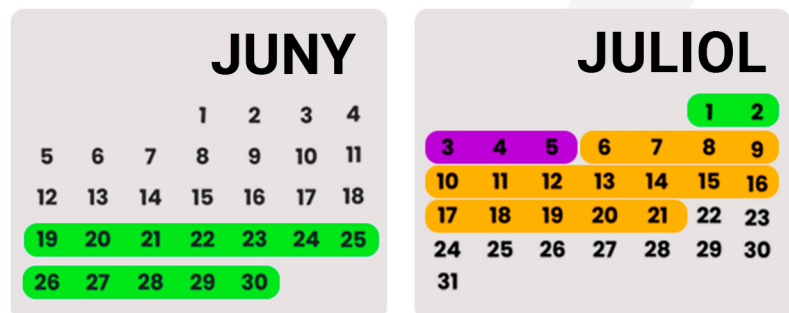 JUNY
1 2 3 4
5 6 7 8 9 10 11
12 13 14 15 16 17 18
19 20 21 22 23 24 25
26 27 28 29 30
JULIOL
1 2
3 4 5 6 7 8 9
10 11 12 13 14 15 16
17 18 19 20 21 22 23
24 25 26 27 28 29 30
31